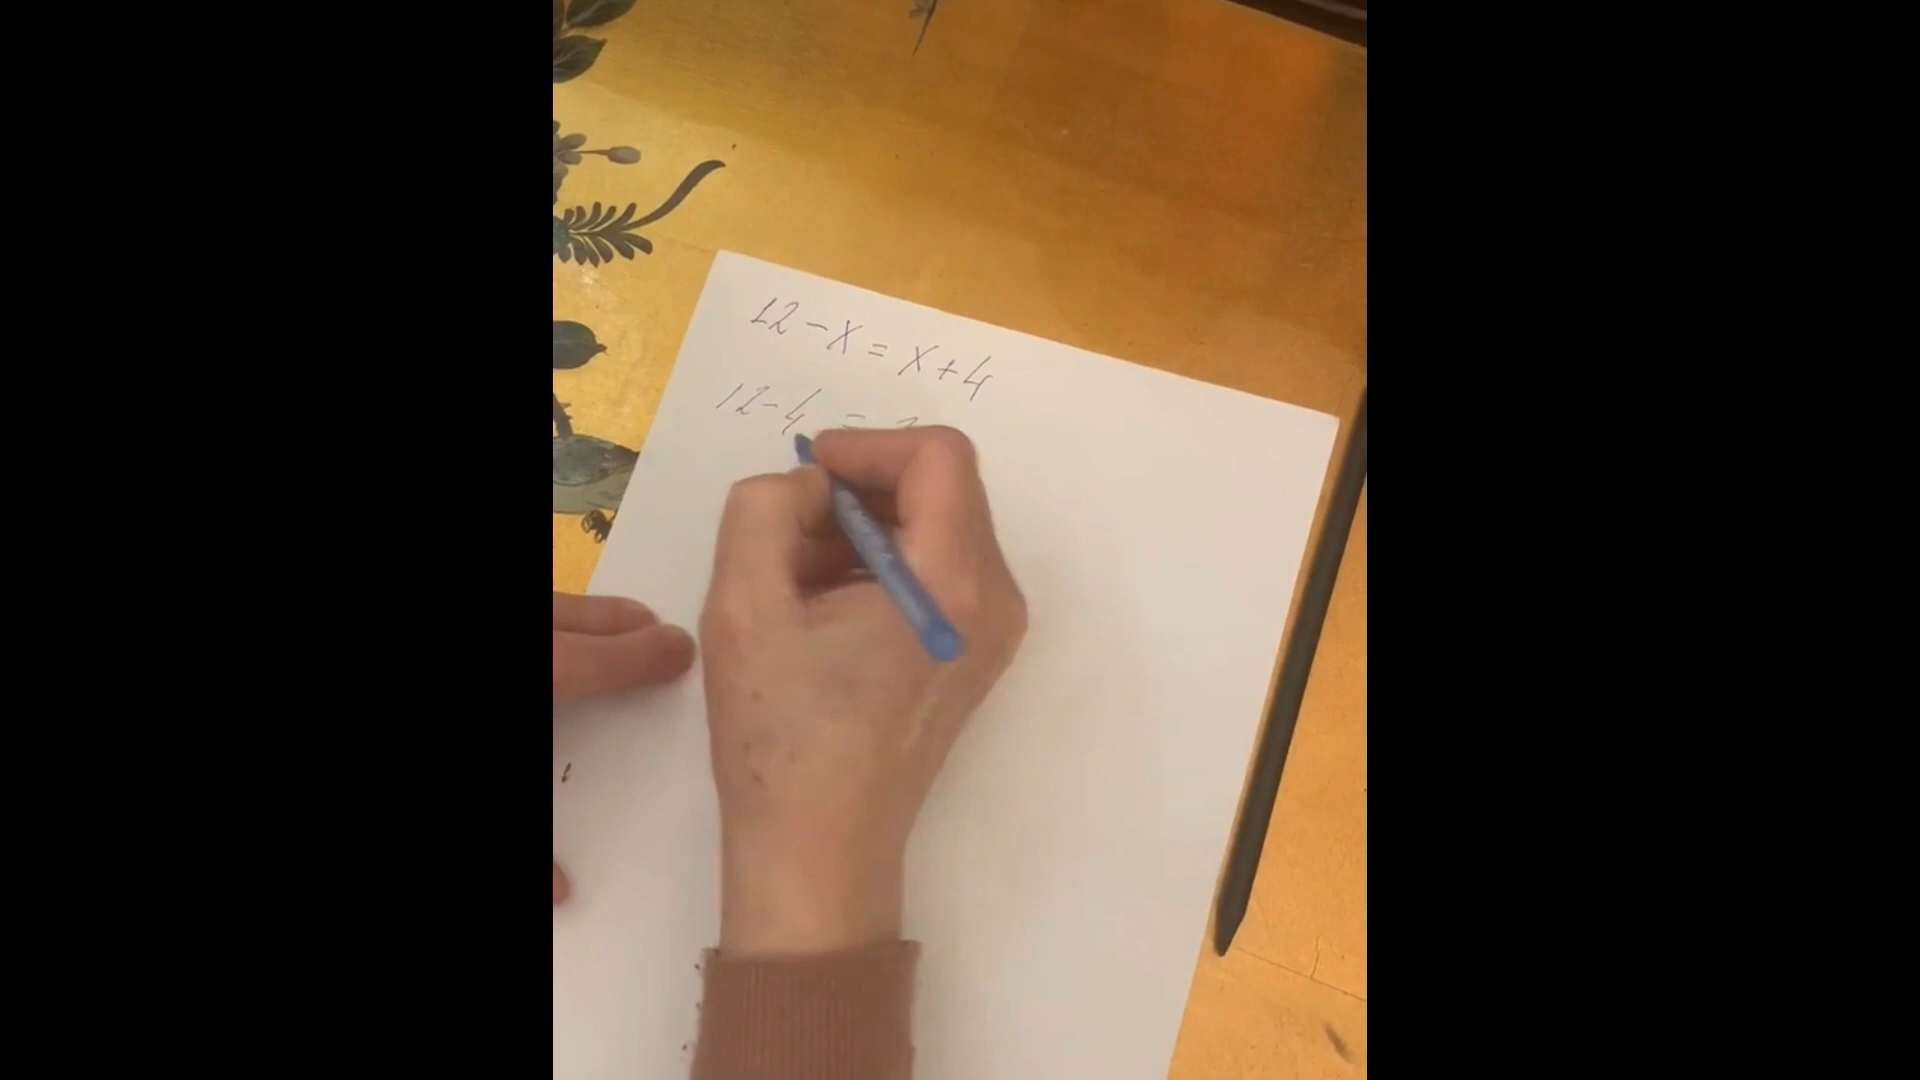 12 - x = x + 4
12 - 4 =